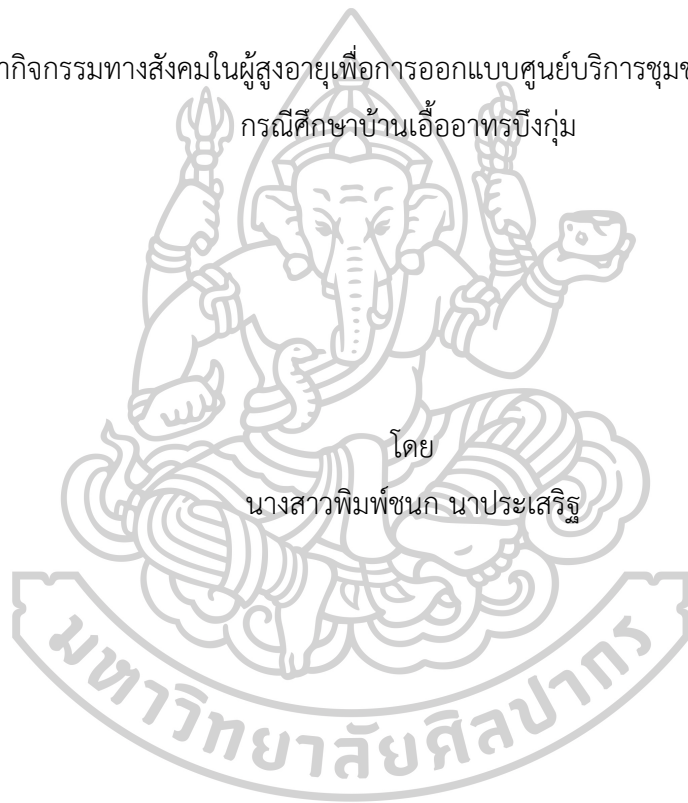 ากิจกรรมทางสังคมในผู้สูงอายุเพื่อการออกแบบศูนย์บริการชุมช
กรณีศึกษาบ้านเอื้ออาทรบึงกุ่ม
โดย
นางสาวพิมพ์ชนก นาประเสริฐ
มหาวิทยาลัยศิลปากร